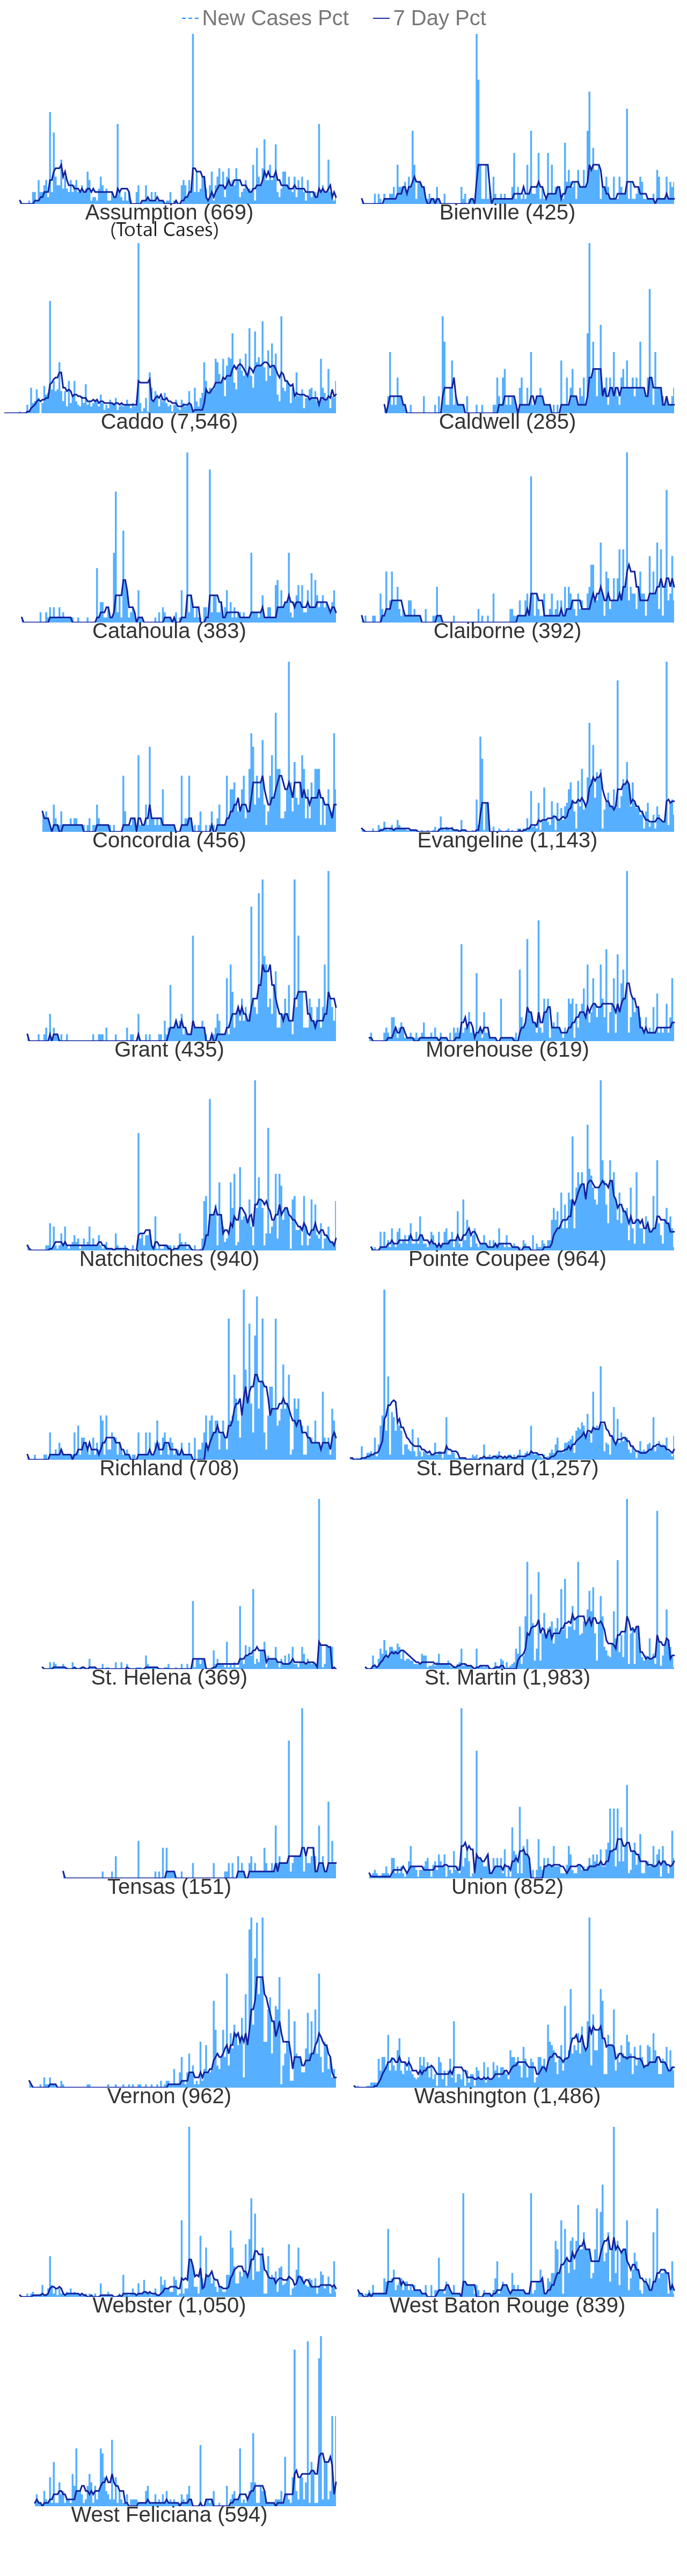 New Cases Pct 7 Day Pct
Assumption (669) Bienville (425)
(Total Cases)
Caddo (7,546) Caldwell (285)
Catahoula (383) Claiborne (392)
Concordia (456) Evangeline (1,143)
Grant (435) Morehouse (619)
Natchitoches (940) Pointe Coupee (964)
Richland (708) St. Bernard (1,257)
St. Helena (369) St. Martin (1,983)
Tensas (151) Union (852)
Vernon (962) Washington (1,486)
Webster (1,050) West Baton Rouge (839)
West Feliciana (594)